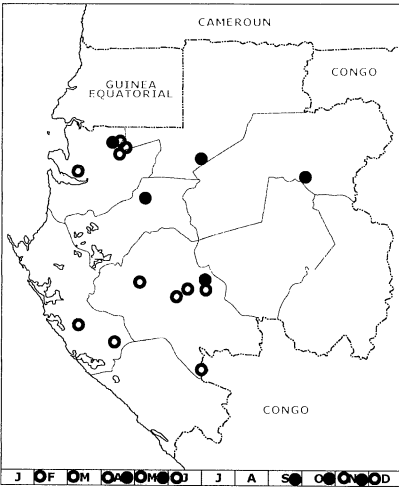 CAMEROUN
CONGO
GUINEA
EQUATORIAL
CONGO
J F M A M J J A S O N D